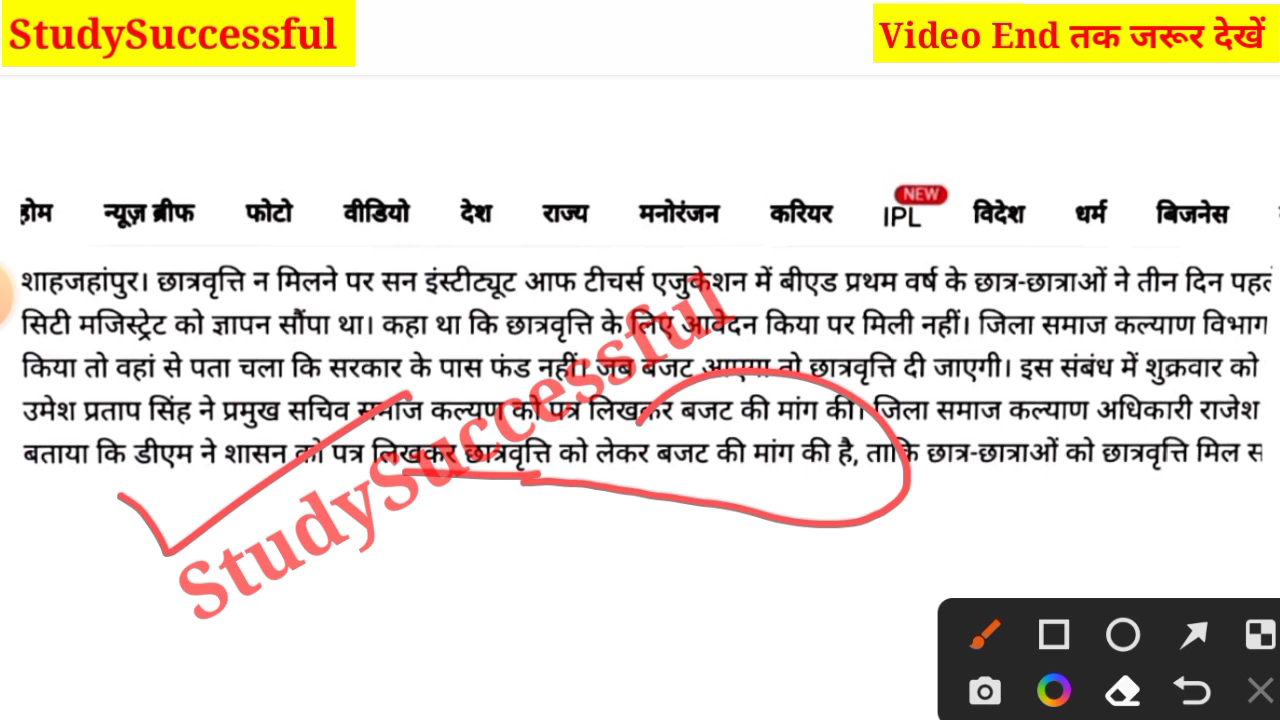 StudySuccessful
Video End तक जरूर देखें
होम न्यूज़ ब्रीफ फोटो वीडियो देश राज्य मनोरंजन करियर NEW IPL विदेश धर्म बिजनेस
शाहजहांपुर। छात्रवृत्ति न मिलने पर सन इंस्टीट्यूट आफ टीचर्स एजुकेशन में बीएड प्रथम वर्ष के छात्र-छात्राओं ने तीन दिन पहले
सिटी मजिस्ट्रेट को ज्ञापन सौंपा था। कहा था कि छात्रवृत्ति के लिए आवेदन किया पर मिली नहीं। जिला समाज कल्याण विभाग
किया तो वहां से पता चला कि सरकार के पास फंड नहीं। जब बजट आएगा तो छात्रवृत्ति दी जाएगी। इस संबंध में शुक्रवार को
उमेश प्रताप सिंह ने प्रमुख सचिव समाज कल्यण को पत्र लिखकर बजट की मांग की। जिला समाज कल्याण अधिकारी राजेश
बताया कि डीएम ने शासन को पत्र लिखकर छात्रवृत्ति को लेकर बजट की मांग की है, ताकि छात्र-छात्राओं को छात्रवृत्ति मिल
StudySuccessful